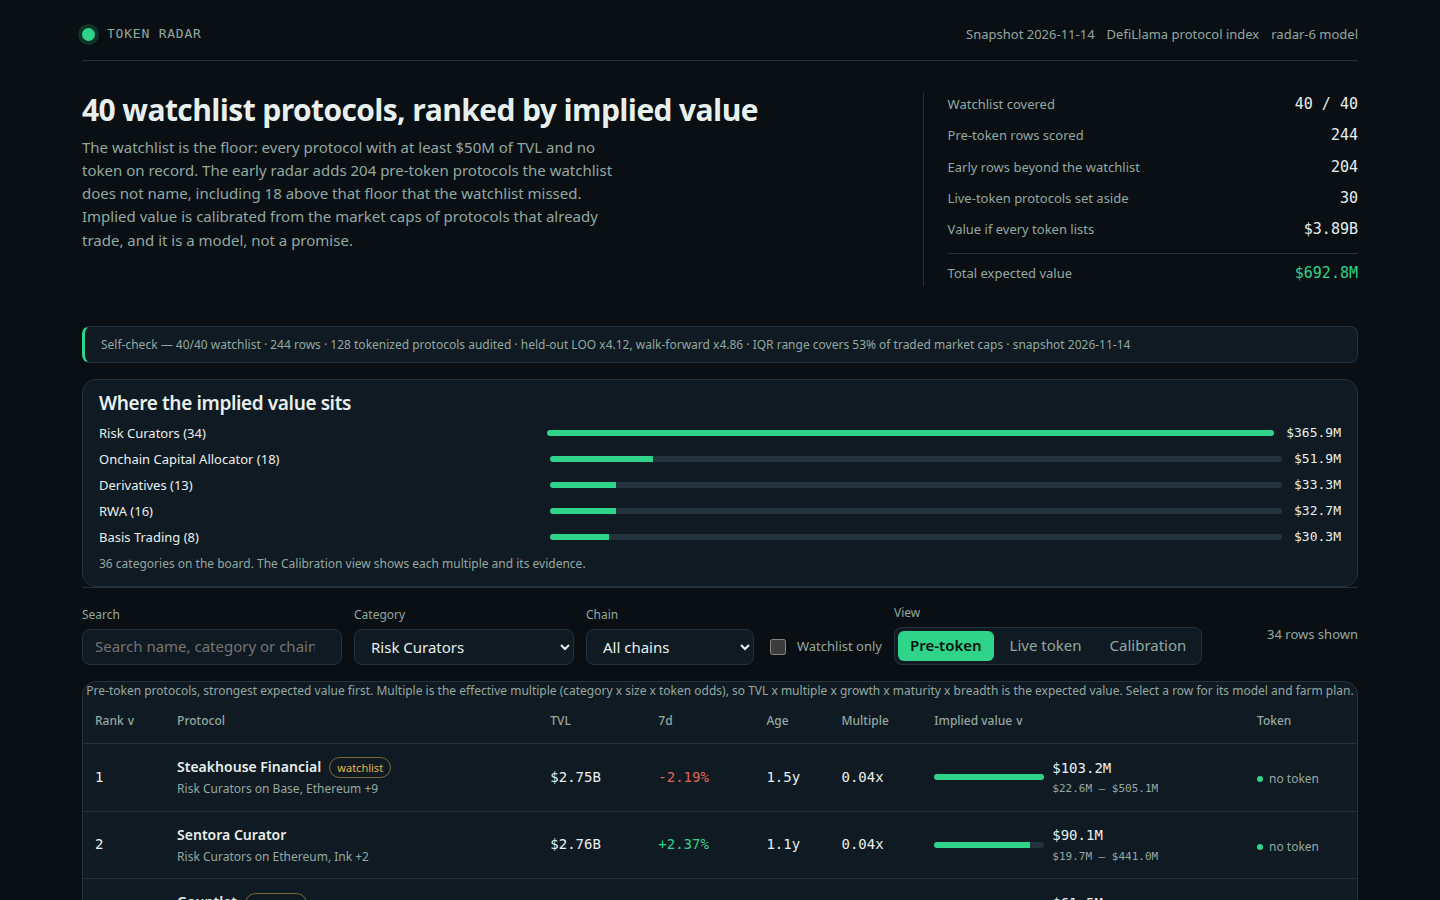 TOKEN RADAR
Snapshot 2026-11-14 DefiLlama protocol index radar-6 model
40 watchlist protocols, ranked by implied value
The watchlist is the floor: every protocol with at least $50M of TVL and no
token on record. The early radar adds 204 pre-token protocols the watchlist
does not name, including 18 above that floor that the watchlist missed.
Implied value is calibrated from the market caps of protocols that already
trade, and it is a model, not a promise.
Watchlist covered 40 / 40
Pre-token rows scored 244
Early rows beyond the watchlist 204
Live-token protocols set aside 30
Value if every token lists $3.89B
Total expected value $692.8M
Self-check — 40/40 watchlist · 244 rows · 128 tokenized protocols audited · held-out LOO x4.12, walk-forward x4.86 · IQR range covers 53% of traded market caps · snapshot 2026-11-14
Where the implied value sits
Risk Curators (34) $365.9M
Onchain Capital Allocator (18) $51.9M
Derivatives (13) $33.3M
RWA (16) $32.7M
Basis Trading (8) $30.3M
36 categories on the board. The Calibration view shows each multiple and its evidence.
Search Category Chain View
Search name, category or chain Risk Curators All chains Watchlist only Pre-token Live token Calibration 34 rows shown
Pre-token protocols, strongest expected value first. Multiple is the effective multiple (category x size x token odds), so TVL x multiple x growth x maturity x breadth is the expected value. Select a row for its model and farm plan.
Rank v Protocol TVL 7d Age Multiple Implied value v Token
1 Steakhouse Financial watchlist $2.75B -2.19% 1.5y 0.04x $103.2M no token
Risk Curators on Base, Ethereum +9 $22.6M — $505.1M
2 Sentora Curator $2.76B +2.37% 1.1y 0.04x $90.1M no token
Risk Curators on Ethereum, Ink +2 $19.7M — $441.0M